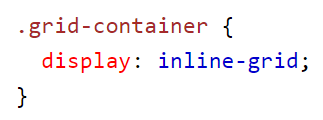 .grid-container {
  display: inline-grid;
}